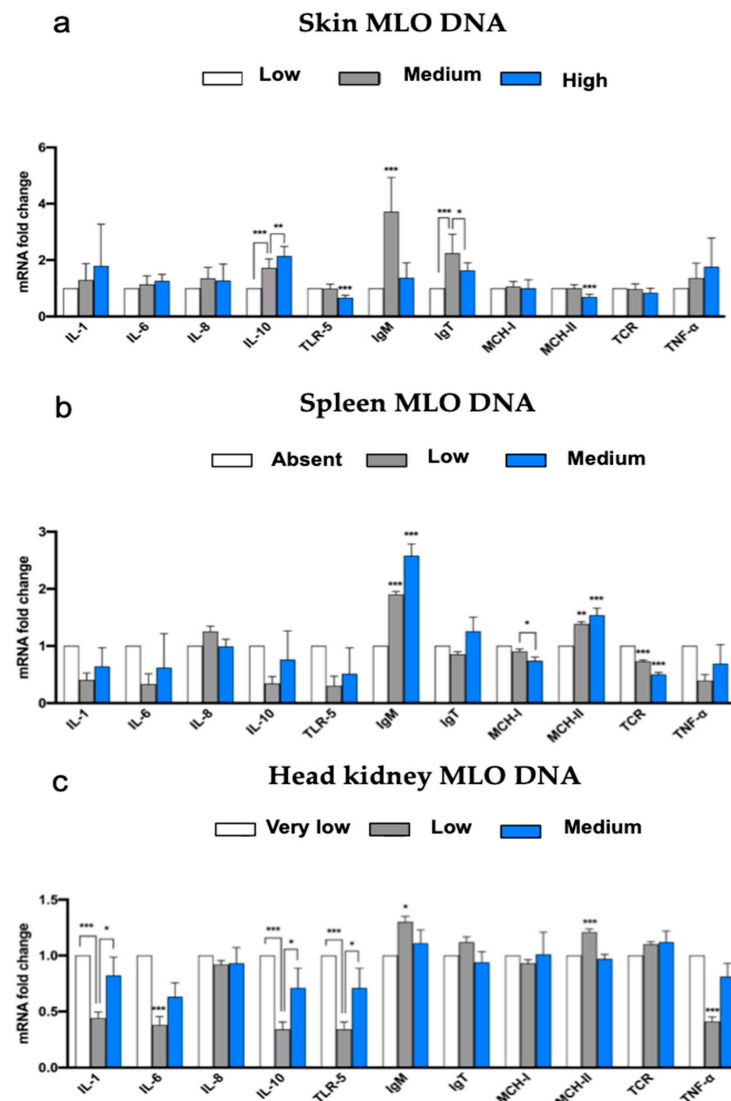 a Skin MLO DNA
Low Medium High
6
4
2
0
mRNA fold change
*** ** *** *** *** * ***
IL-1 IL-6 IL-8 IL-10 TLR-5 IgM IgT MCH-I MCH-II TCR TNF-α
b Spleen MLO DNA
Absent Low Medium
3
2
1
0
mRNA fold change
*** *** * ** *** *** ***
IL-1 IL-6 IL-8 IL-10 TLR-5 IgM IgT MCH-I MCH-II TCR TNF-α
c Head kidney MLO DNA
Very low Low Medium
1.5
1.0
0.5
0.0
mRNA fold change
*** * *** *** * *** * * *** ***
IL-1 IL-6 IL-8 IL-10 TLR-5 IgM IgT MCH-I MCH-II TCR TNF-α